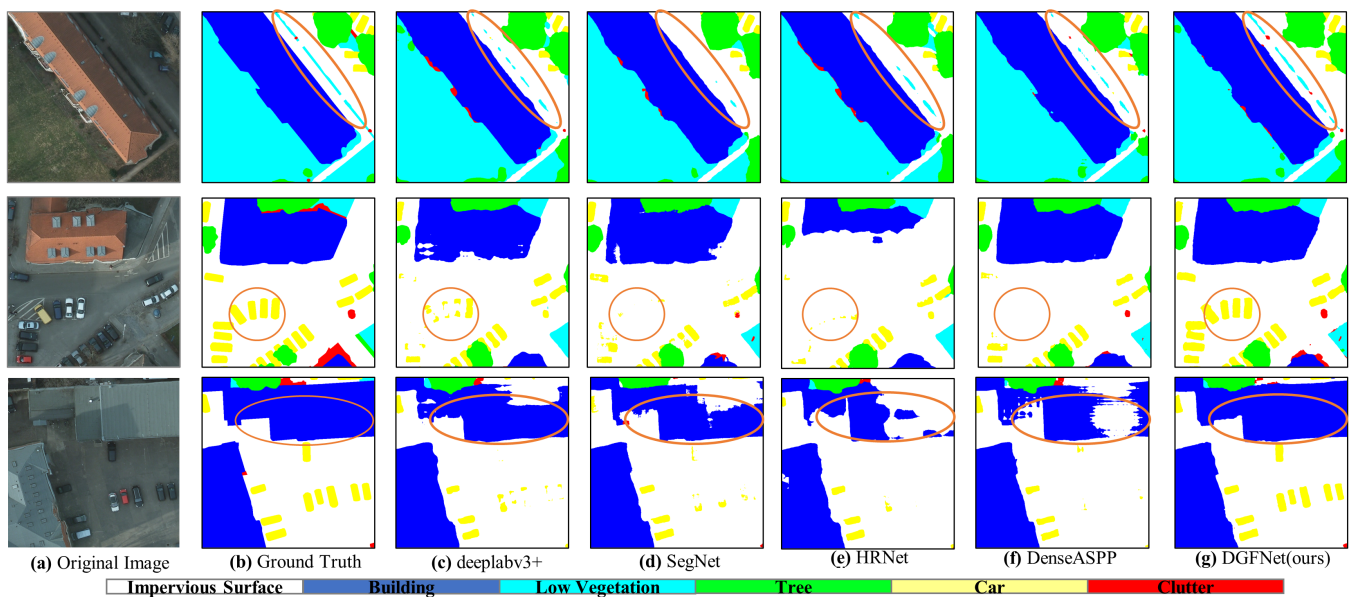 (a) Original Image (b) Ground Truth (c) deeplabv3+ (d) SegNet (e) HRNet (f) DenseASPP (g) DGFNet(ours)
Impervious Surface Building Low Vegetation Tree Car Clutter